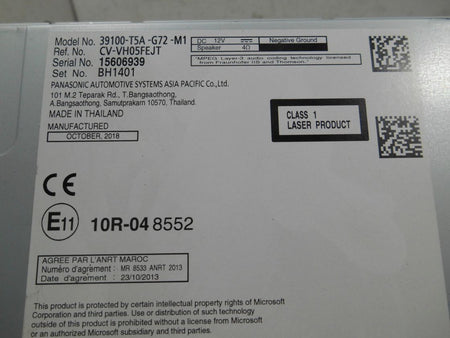 Model No. 39100-T5A -G72 -M1
Ref. No. CV-VH05FEJT
Serial No. 15606939
Set No. BH1401
DC 12V Negative Ground
Speaker 4Ω
"MPEG Layer-3 audio coding technology licensed
from Fraunhofer IIS and Thomson."
PANASONIC AUTOMOTIVE SYSTEMS ASIA PACIFIC Co.,Ltd.
101 M.2 Teparak Rd., T.Bangsaothong,
A.Bangsaothong, Samutprakarn 10570, Thailand.
MADE IN THAILAND
MANUFACTURED
OCTOBER, 2018
CLASS 1
LASER PRODUCT
CE
E11 10R-04 8552
AGREE PAR L'ANRT MAROC
Numéro d'agrément : MR 8533 ANRT 2013
Date d'agrément : 23/10/2013
This product is protected by certain intellectual property rights of Microsoft
Corporation and third parties. Use or distribution of such technology
outside of this product is prohibited without a license from Microsoft
or an authorized Microsoft subsidiary and third parties.